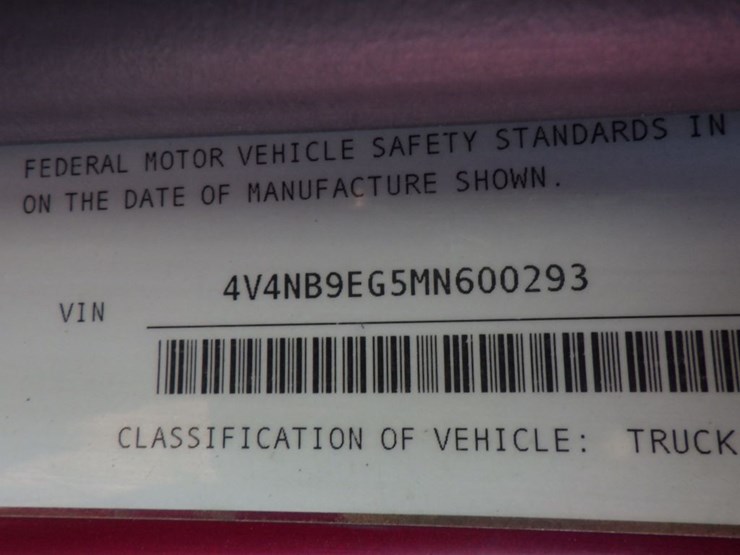 FEDERAL MOTOR VEHICLE SAFETY STANDARDS IN
ON THE DATE OF MANUFACTURE SHOWN.
VIN 4V4NB9EG5MN600293
CLASSIFICATION OF VEHICLE: TRUCK